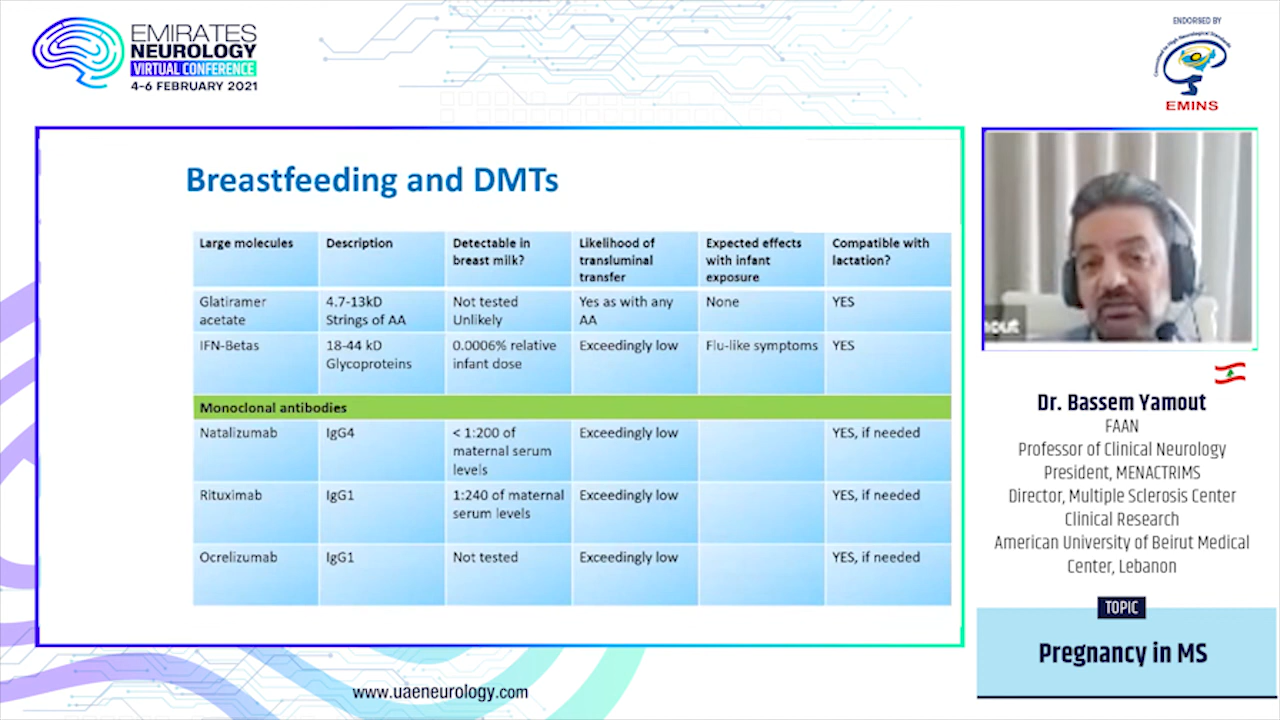 EMIRATES
NEUROLOGY
VIRTUAL CONFERENCE
4-6 FEBRUARY 2021
ENDORSED BY
Committed to High Neurological Standards
EMINS
Breastfeeding and DMTs
Large molecules
Description
Detectable in
breast milk?
Likelihood of
transluminal
transfer
Expected effects
with infant
exposure
Compatible with
lactation?
Glatiramer
acetate
4.7-13kD
Strings of AA
Not tested
Unlikely
Yes as with any
AA
None
YES
IFN-Betas
18-44 kD
Glycoproteins
0.0006% relative
infant dose
Exceedingly low
Flu-like symptoms
YES
Monoclonal antibodies
Natalizumab
IgG4
< 1:200 of
maternal serum
levels
Exceedingly low
YES, if needed
Rituximab
IgG1
1:240 of maternal
serum levels
Exceedingly low
YES, if needed
Ocrelizumab
IgG1
Not tested
Exceedingly low
YES, if needed
www.uaeneurology.com
Dr. Bassem Yamout
FAAN
Professor of Clinical Neurology
President, MENACTRIMS
Director, Multiple Sclerosis Center
Clinical Research
American University of Beirut Medical
Center, Lebanon
TOPIC
Pregnancy in MS